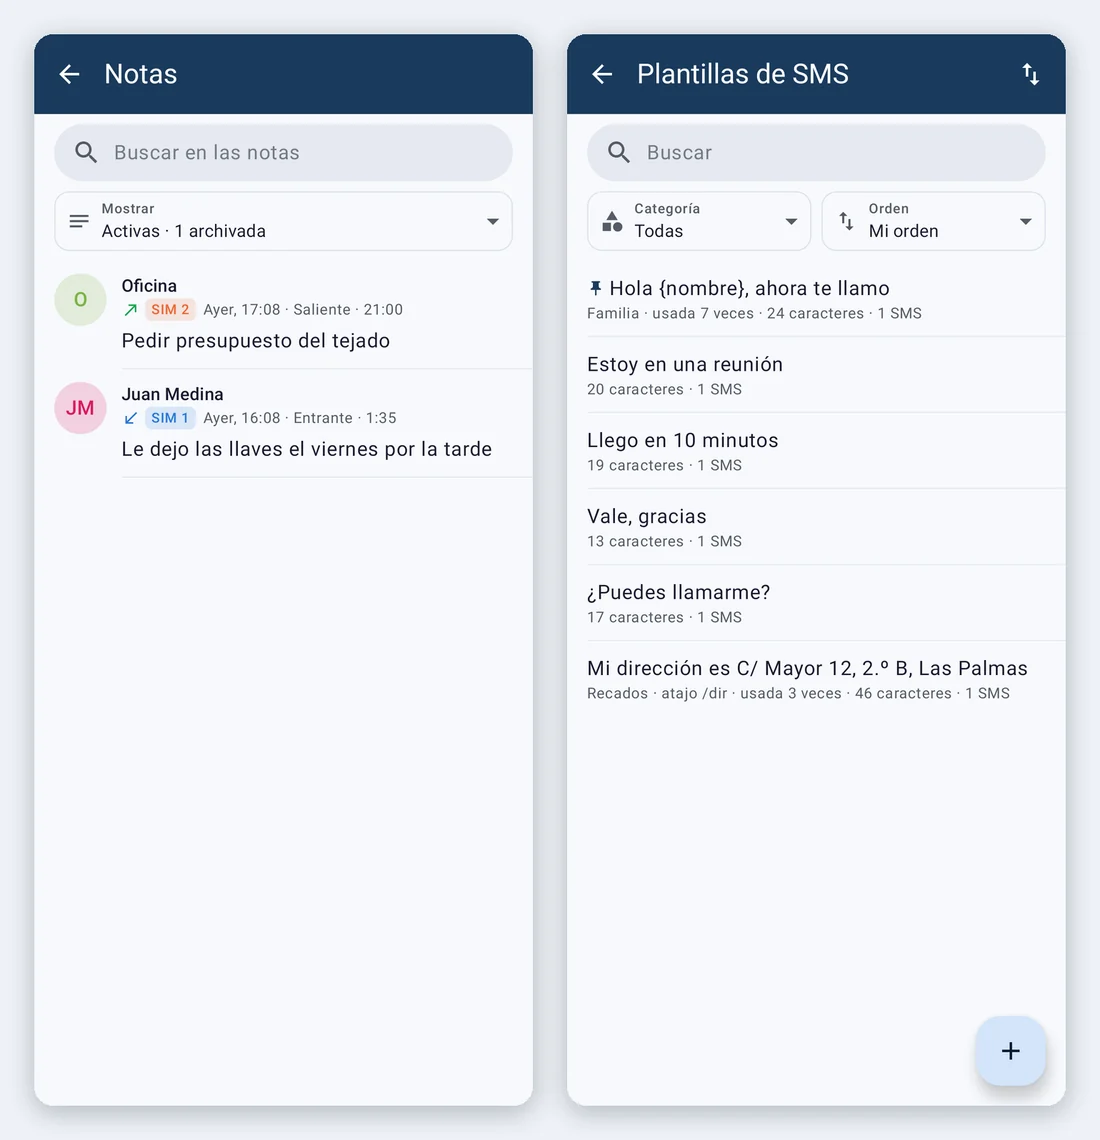 Notas
Buscar en las notas
Mostrar
Activas · 1 archivada
O
Oficina
SIM 2 Ayer, 17:08 · Saliente · 21:00
Pedir presupuesto del tejado
JM
Juan Medina
SIM 1 Ayer, 16:08 · Entrante · 1:35
Le dejo las llaves el viernes por la tarde
Plantillas de SMS
Buscar
Categoría
Todas
Orden
Mi orden
Hola {nombre}, ahora te llamo
Familia · usada 7 veces · 24 caracteres · 1 SMS
Estoy en una reunión
20 caracteres · 1 SMS
Llego en 10 minutos
19 caracteres · 1 SMS
Vale, gracias
13 caracteres · 1 SMS
¿Puedes llamarme?
17 caracteres · 1 SMS
Mi dirección es C/ Mayor 12, 2.º B, Las Palmas
Recados · atajo /dir · usada 3 veces · 46 caracteres · 1 SMS